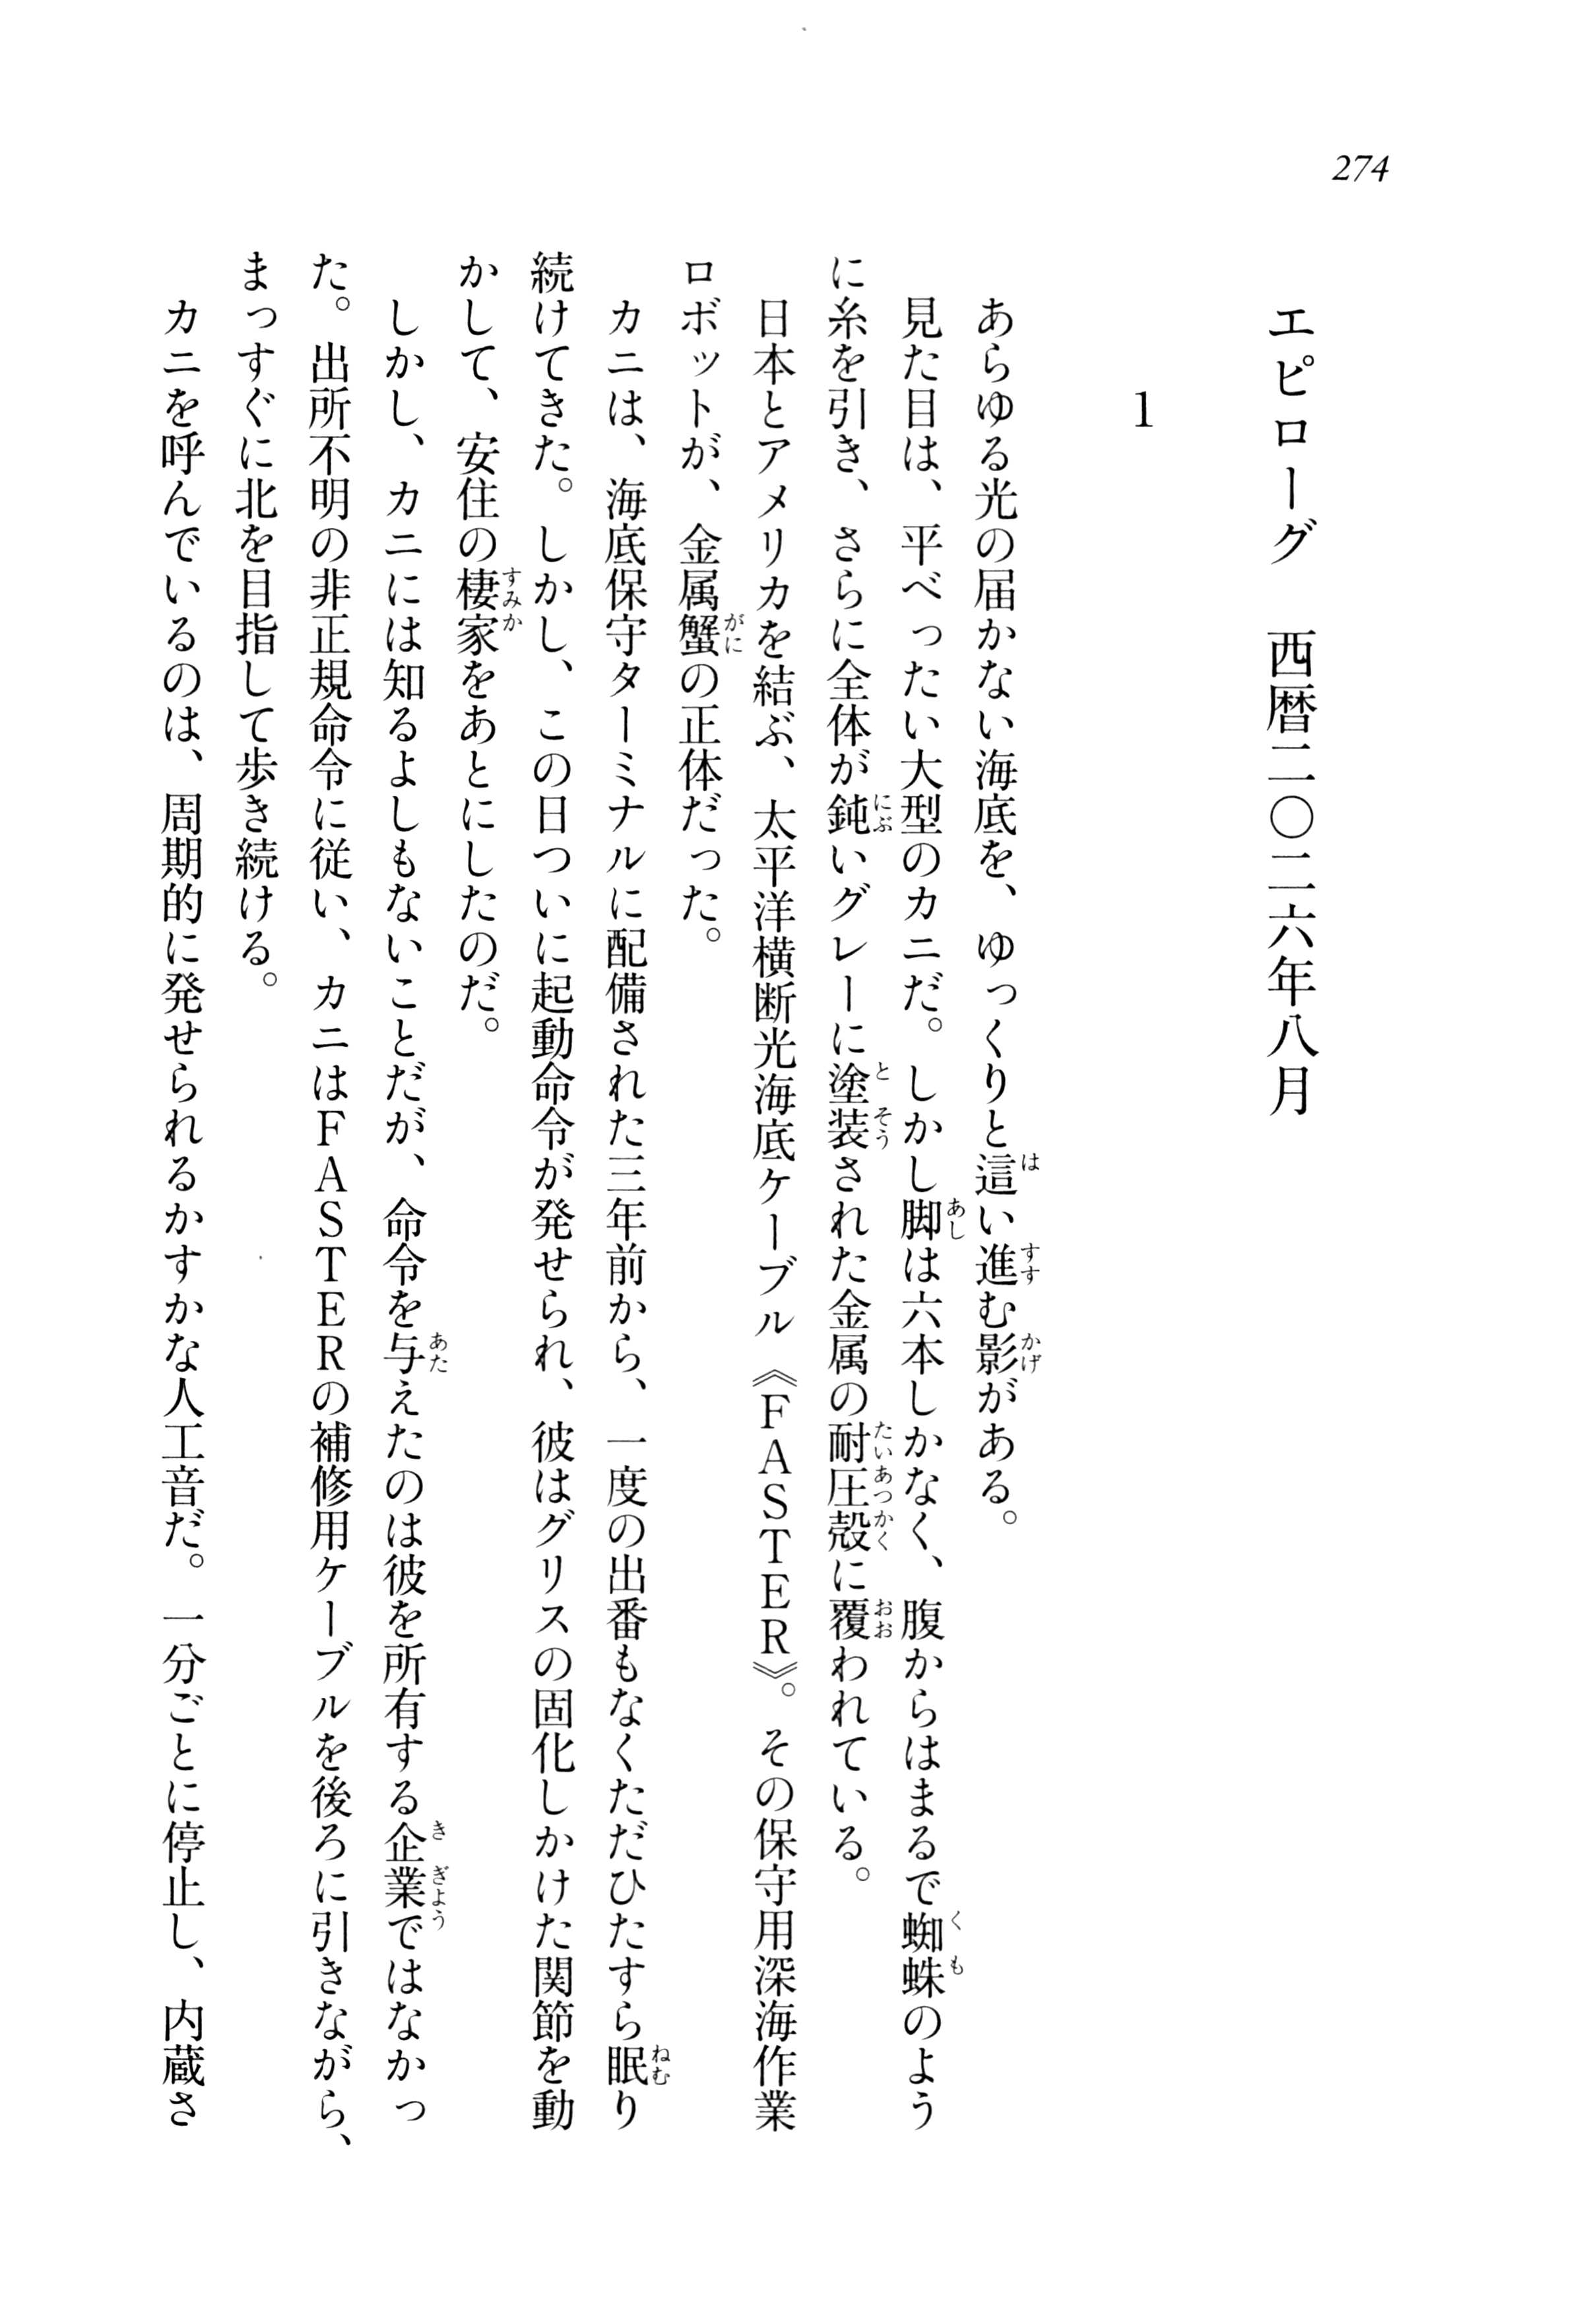 274
エピローグ　西暦二〇二六年八月
1
あらゆる光の届かない海底を、ゆっくりと這い進む影がある。
見た目は、平べったい大型のカニだ。しかし脚は六本しかなく、腹からはまるで蜘蛛のよう
に糸を引き、さらに全体が鈍いグレーに塗装された金属の耐圧殻に覆われている。
日本とアメリカを結ぶ、太平洋横断光海底ケーブル《FASTER》。その保守用深海作業
ロボットが、金属蟹の正体だった。
カニは、海底保守ターミナルに配備された三年前から、一度の出番もなくただひたすら眠り
続けてきた。しかし、この日ついに起動命令が発せられ、彼はグリスの固化しかけた関節を動
かして、安住の棲家をあとにしたのだ。
しかし、カニには知るよしもないことだが、命令を与えたのは彼を所有する企業ではなかっ
た。出所不明の非正規命令に従い、カニはFASTERの補修用ケーブルを後ろに引きながら、
まっすぐに北を目指して歩き続ける。
カニを呼んでいるのは、周期的に発せられるかすかな人工音だ。一分ごとに停止し、内蔵さ